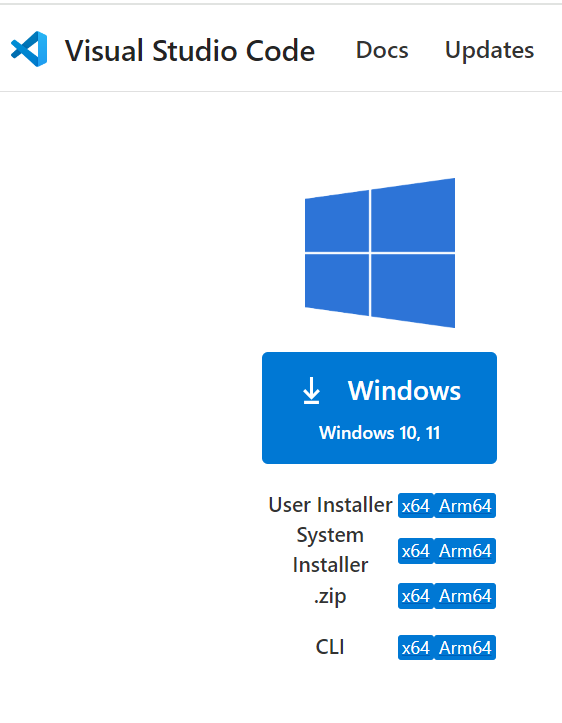 Visual Studio Code Docs Updates
Windows
Windows 10, 11
User Installer x64 Arm64
System
Installer x64 Arm64
.zip x64 Arm64
CLI x64 Arm64